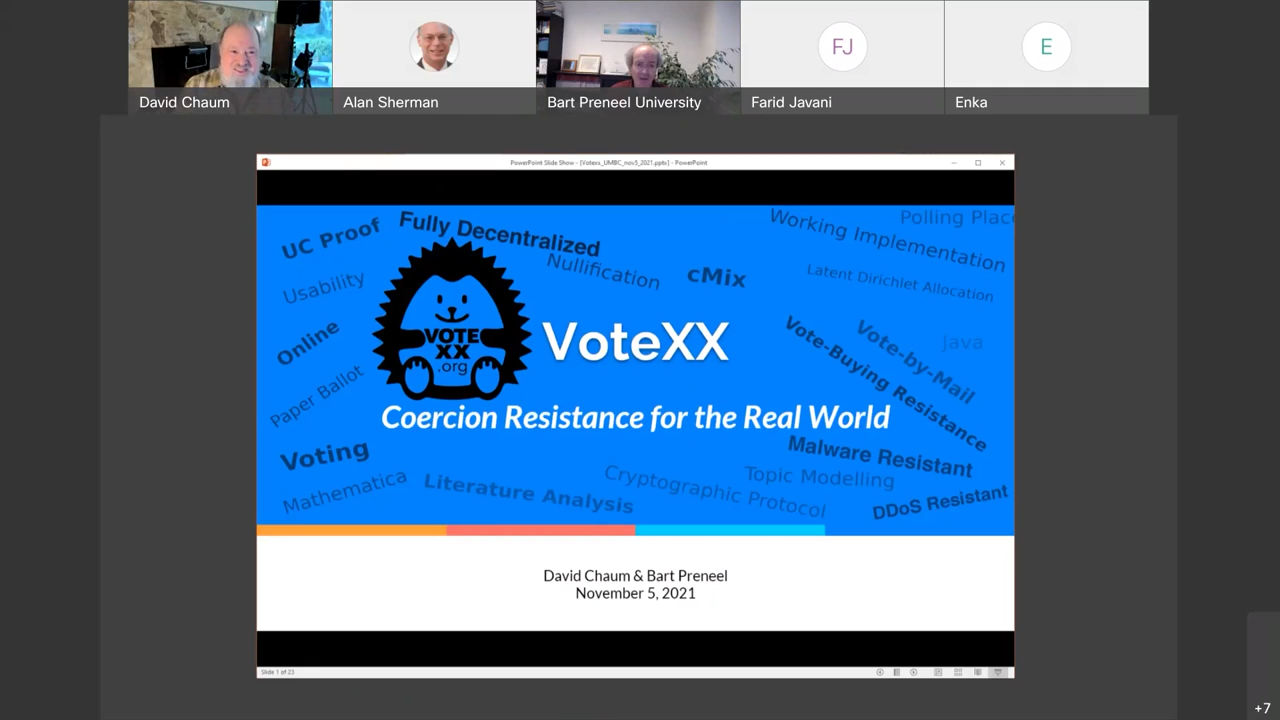 FJ
E
David Chaum
Alan Sherman
Bart Preneel University
Farid Javani
Enka
PowerPoint Slide Show - [Votexx_UMBC_nov5_2021.pptx] - PowerPoint
UC Proof
Fully Decentralized
Working Implementation
Polling Plac
Usability
Nullification
cMix
Latent Dirichlet Allocation
Online
VOTE
XX
.org
VoteXX
Vote-Buying Resistance
Vote-by-Mail
Java
Paper Ballot
Coercion Resistance for the Real World
Voting
Malware Resistant
Mathematica
Literature Analysis
Cryptographic Protocol
Topic Modelling
DDoS Resistant
David Chaum & Bart Preneel
November 5, 2021
Slide 1 of 23
+7